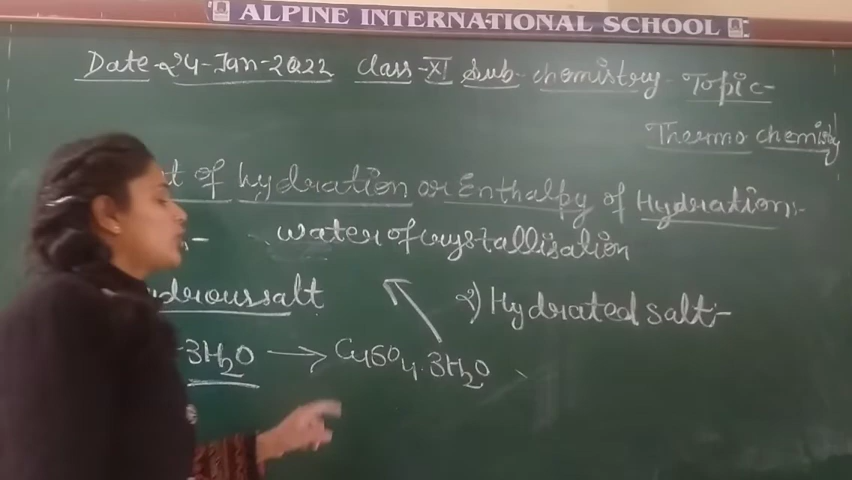 ALPINE INTERNATIONAL SCHOOL
Date-24-Jan-2022 Class-XI Sub-chemistry-Topic-
Thermo chemistry
t of hydration or Enthalpy of Hydration:-
water of crystallisation
drous salt 2) Hydrated salt:-
3H₂O → CuSO₄.3H₂O